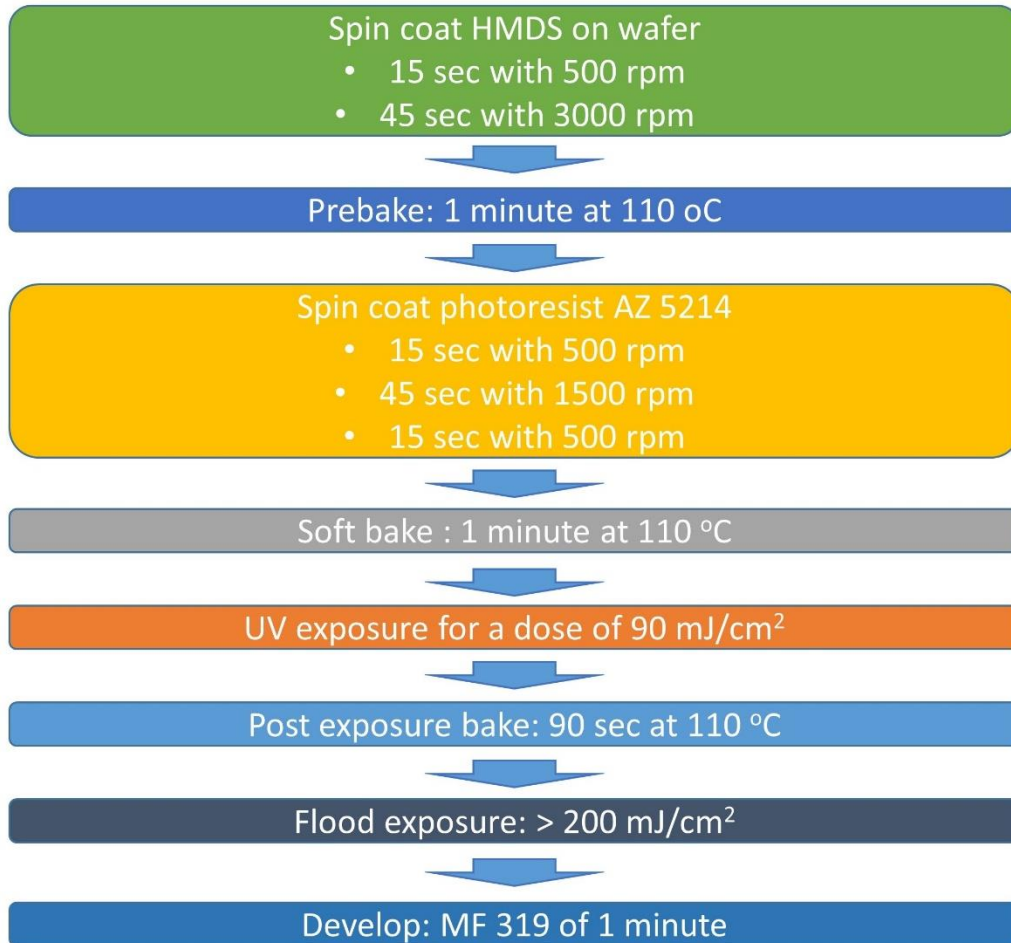 Spin coat HMDS on wafer
• 15 sec with 500 rpm
• 45 sec with 3000 rpm
Prebake: 1 minute at 110 oC
Spin coat photoresist AZ 5214
• 15 sec with 500 rpm
• 45 sec with 1500 rpm
• 15 sec with 500 rpm
Soft bake : 1 minute at 110 ᵒC
UV exposure for a dose of 90 mJ/cm²
Post exposure bake: 90 sec at 110 ᵒC
Flood exposure: > 200 mJ/cm²
Develop: MF 319 of 1 minute